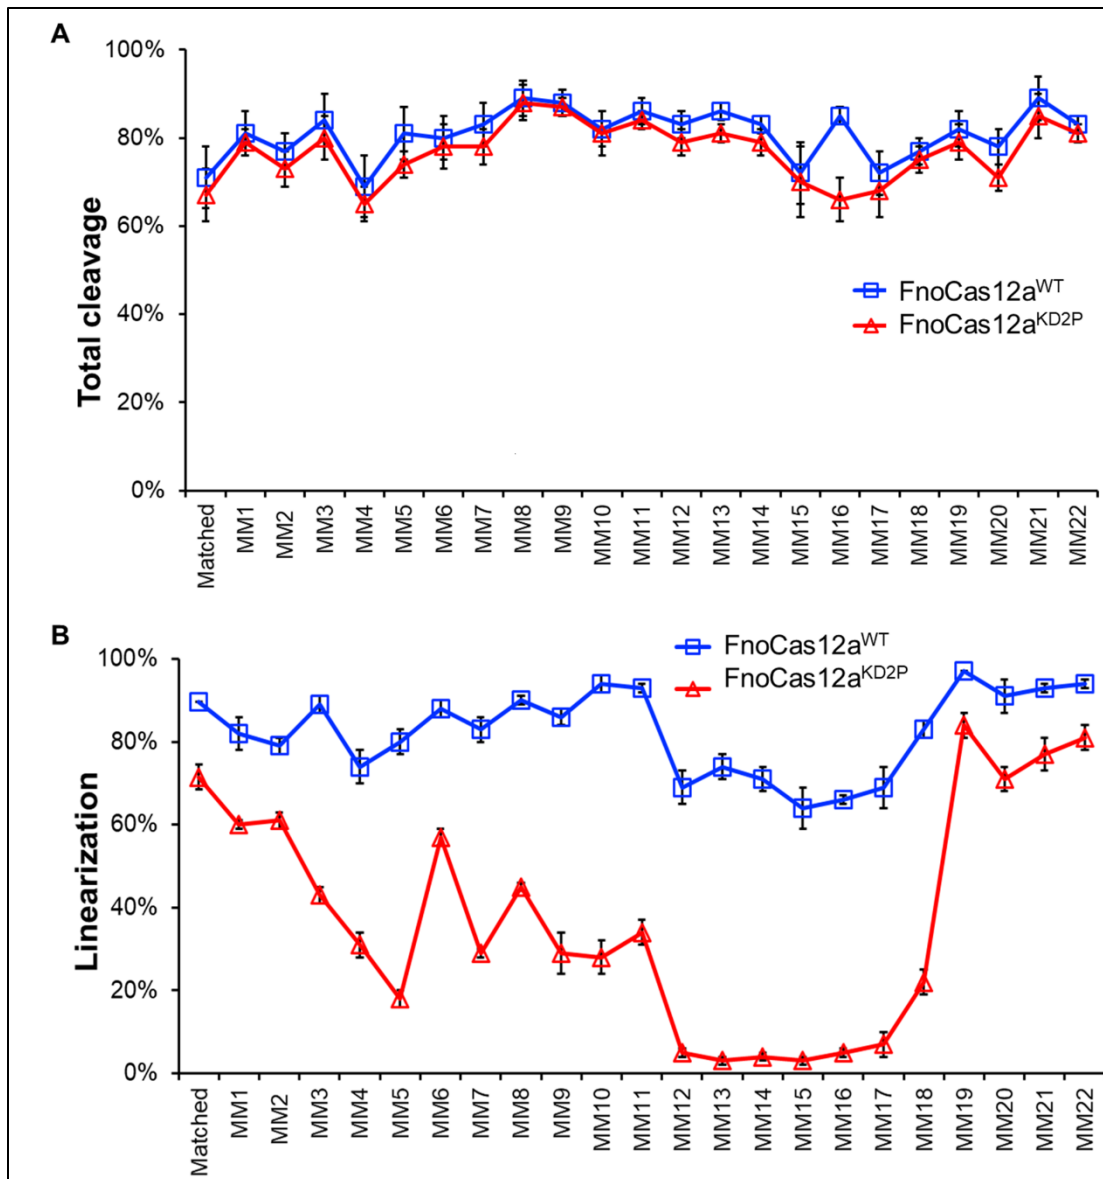 A
100%
80%
60%
40%
20%
0%
Total cleavage
FnoCas12aWT
FnoCas12aKD2P
Matched
MM1
MM2
MM3
MM4
MM5
MM6
MM7
MM8
MM9
MM10
MM11
MM12
MM13
MM14
MM15
MM16
MM17
MM18
MM19
MM20
MM21
MM22
B
FnoCas12aWT
FnoCas12aKD2P
100%
80%
60%
40%
20%
0%
Linearization
Matched
MM1
MM2
MM3
MM4
MM5
MM6
MM7
MM8
MM9
MM10
MM11
MM12
MM13
MM14
MM15
MM16
MM17
MM18
MM19
MM20
MM21
MM22